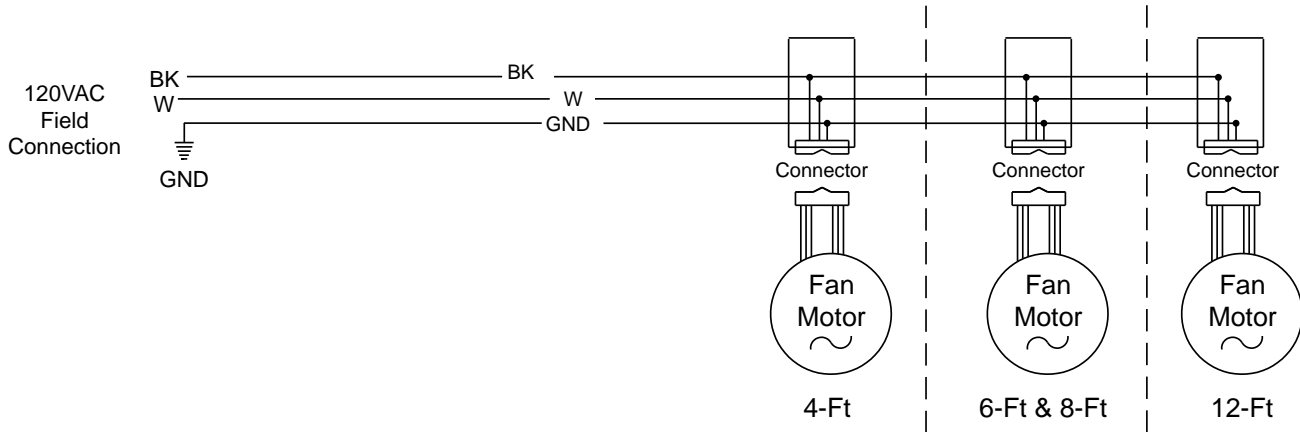 120VAC
Field
Connection
BK
W
GND
BK
W
GND
Connector
Connector
Connector
Fan
Motor
Fan
Motor
Fan
Motor
4-Ft
6-Ft & 8-Ft
12-Ft